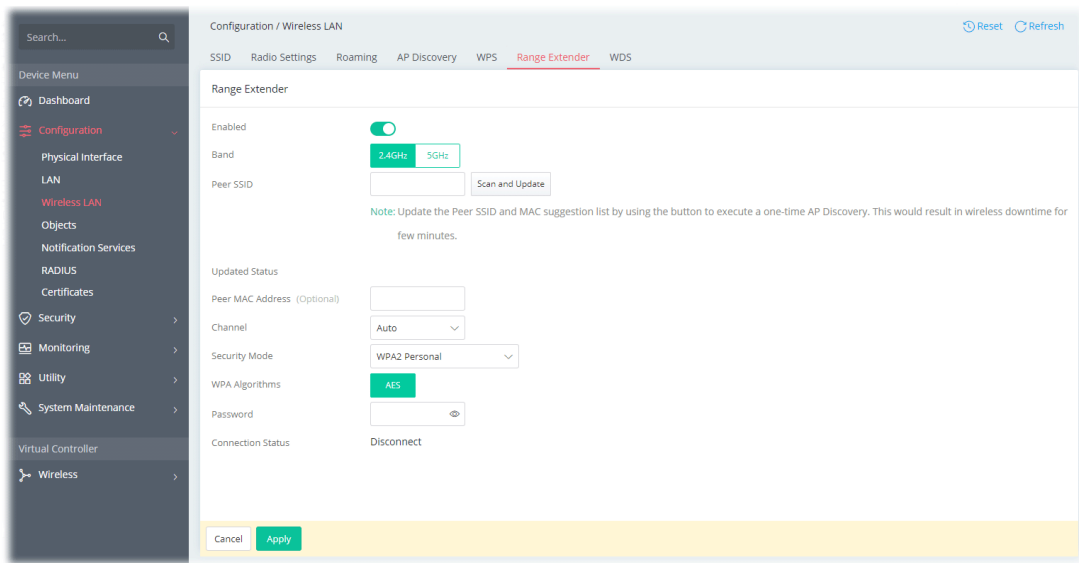 Search...
Device Menu
Dashboard
Configuration
Physical Interface
LAN
Wireless LAN
Objects
Notification Services
RADIUS
Certificates
Security
Monitoring
Utility
System Maintenance
Virtual Controller
Wireless
Configuration / Wireless LAN
Reset Refresh
SSID Radio Settings Roaming AP Discovery WPS Range Extender WDS
Range Extender
Enabled
Band 2.4GHz 5GHz
Peer SSID Scan and Update
Note: Update the Peer SSID and MAC suggestion list by using the button to execute a one-time AP Discovery. This would result in wireless downtime for
few minutes.
Updated Status
Peer MAC Address (Optional)
Channel Auto
Security Mode WPA2 Personal
WPA Algorithms AES
Password
Connection Status Disconnect
Cancel Apply